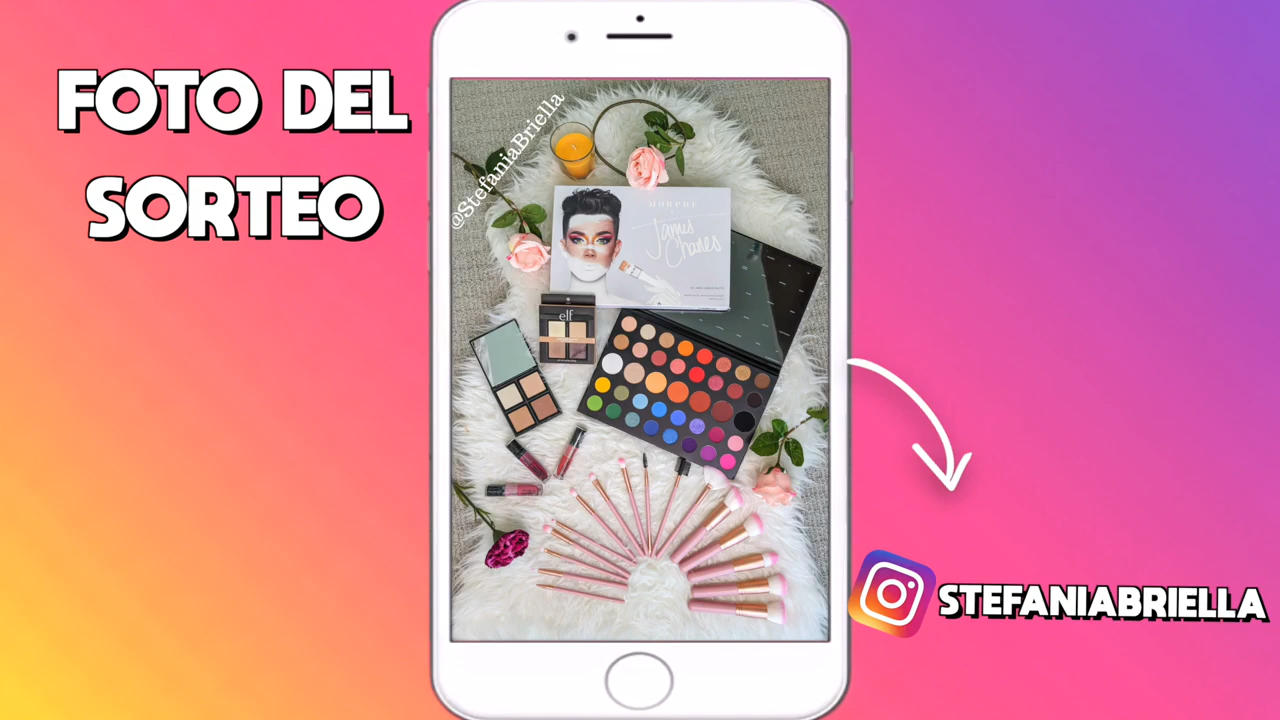 FOTO DEL
SORTEO
@StefaniaBriella
MORPHE
James
Charles
elf
STEFANIABRIELLA